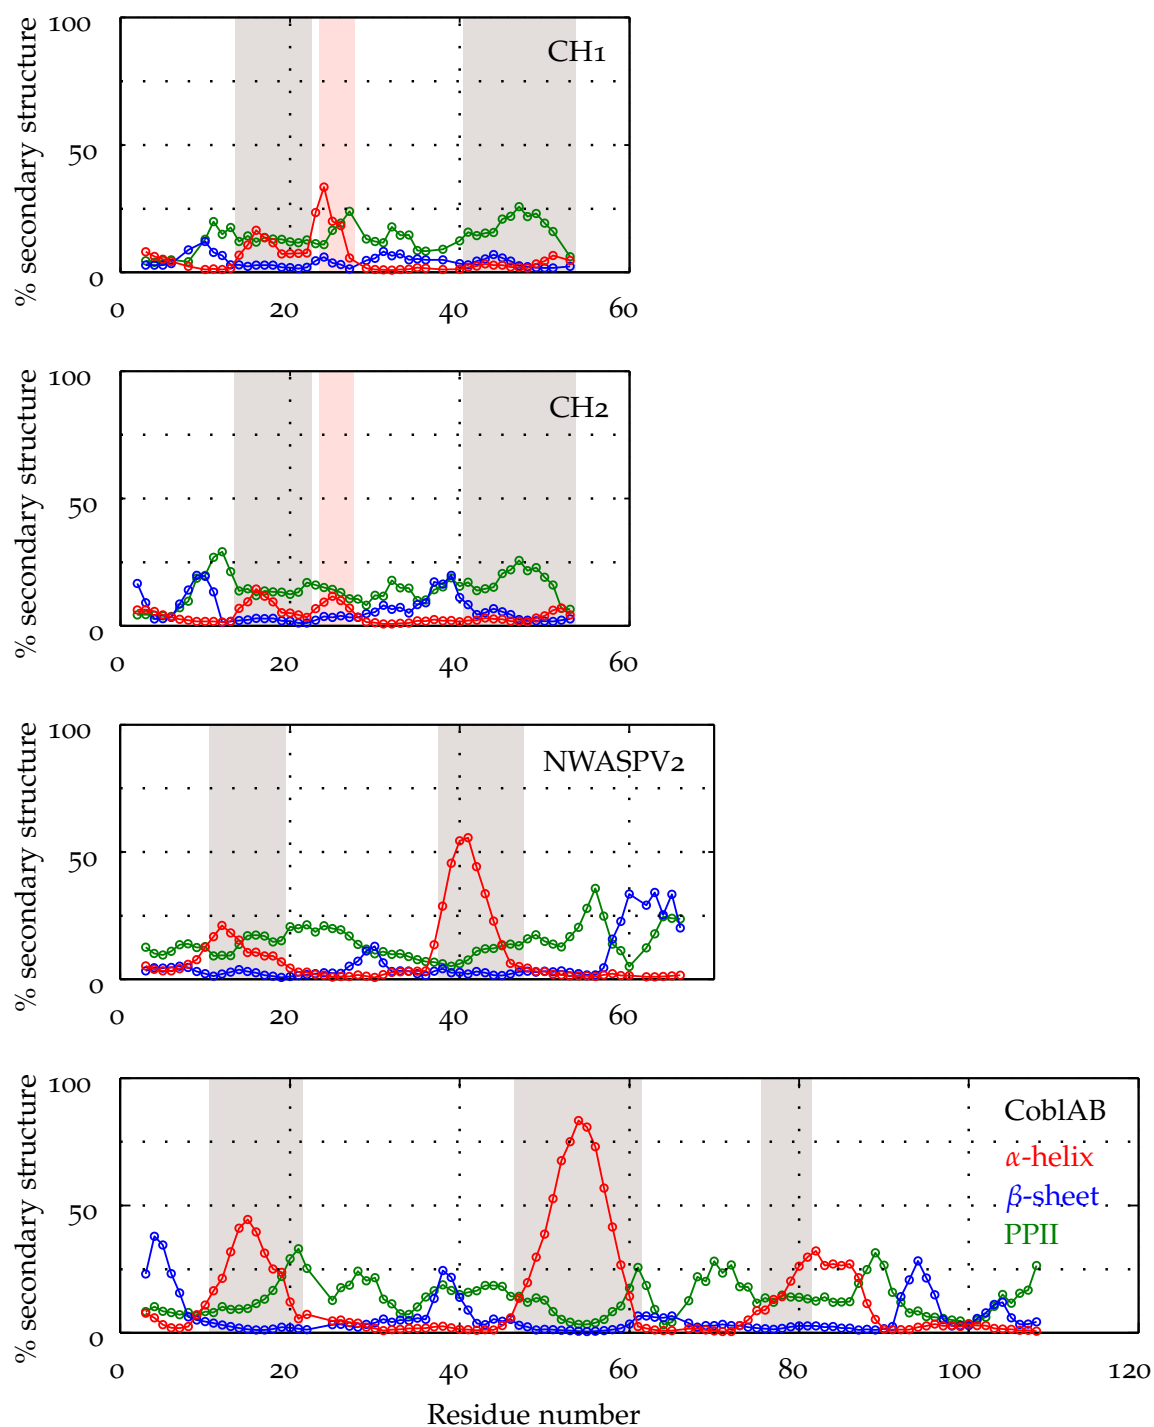 100
50
0
% secondary structure
CH1
0 20 40 60
100
50
0
% secondary structure
CH2
0 20 40 60
100
50
0
% secondary structure
NWASPV2
0 20 40 60
100
50
0
% secondary structure
CoblAB
α-helix
β-sheet
PPII
0 20 40 60 80 100 120
Residue number